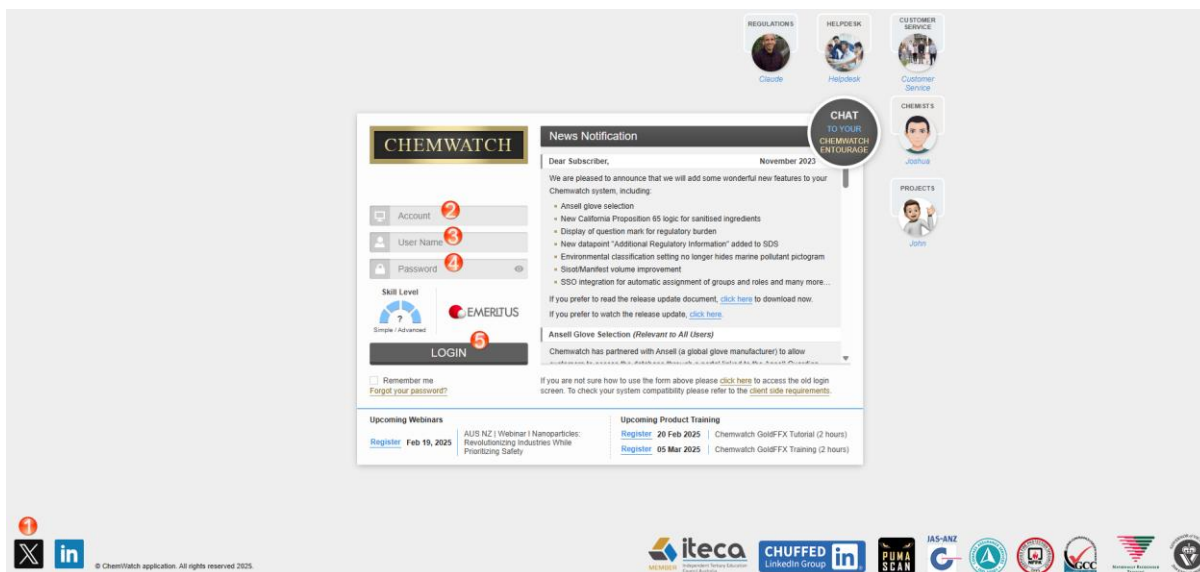 REGULATIONS
Claude
HELPDESK
Helpdesk
CUSTOMER
SERVICE
Customer
Service
CHAT
TO YOUR
CHEMWATCH
ENTOURAGE
CHEMISTS
Joshua
PROJECTS
John
CHEMWATCH
2
Account
3
User Name
4
Password
Skill Level
?
Simple / Advanced
EMERITUS
5
LOGIN
Remember me
Forgot your password?
News Notification
Dear Subscriber, November 2023
We are pleased to announce that we will add some wonderful new features to your
Chemwatch system, including:
Ansell glove selection
New California Proposition 65 logic for sanitised ingredients
Display of question mark for regulatory burden
New datapoint "Additional Regulatory Information" added to SDS
Environmental classification setting no longer hides marine pollutant pictogram
Sisot/Manifest volume improvement
SSO integration for automatic assignment of groups and roles and many more...
If you prefer to read the release update document, click here to download now.
If you prefer to watch the release update, click here.
Ansell Glove Selection (Relevant to All Users)
Chemwatch has partnered with Ansell (a global glove manufacturer) to allow
If you are not sure how to use the form above please click here to access the old login
screen. To check your system compatibility please refer to the client side requirements.
Upcoming Webinars
Register Feb 19, 2025
AUS NZ | Webinar I Nanoparticles:
Revolutionizing Industries While
Prioritizing Safety
Upcoming Product Training
Register 20 Feb 2025 Chemwatch GoldFFX Tutorial (2 hours)
Register 05 Mar 2025 Chemwatch GoldFFX Training (2 hours)
1
X
in
© ChemWatch application. All rights reserved 2025.
iteca
MEMBER Independent Tertiary Education
CHUFFED
LinkedIn Group
in
PUMA
SCAN
JAS-ANZ
GCC